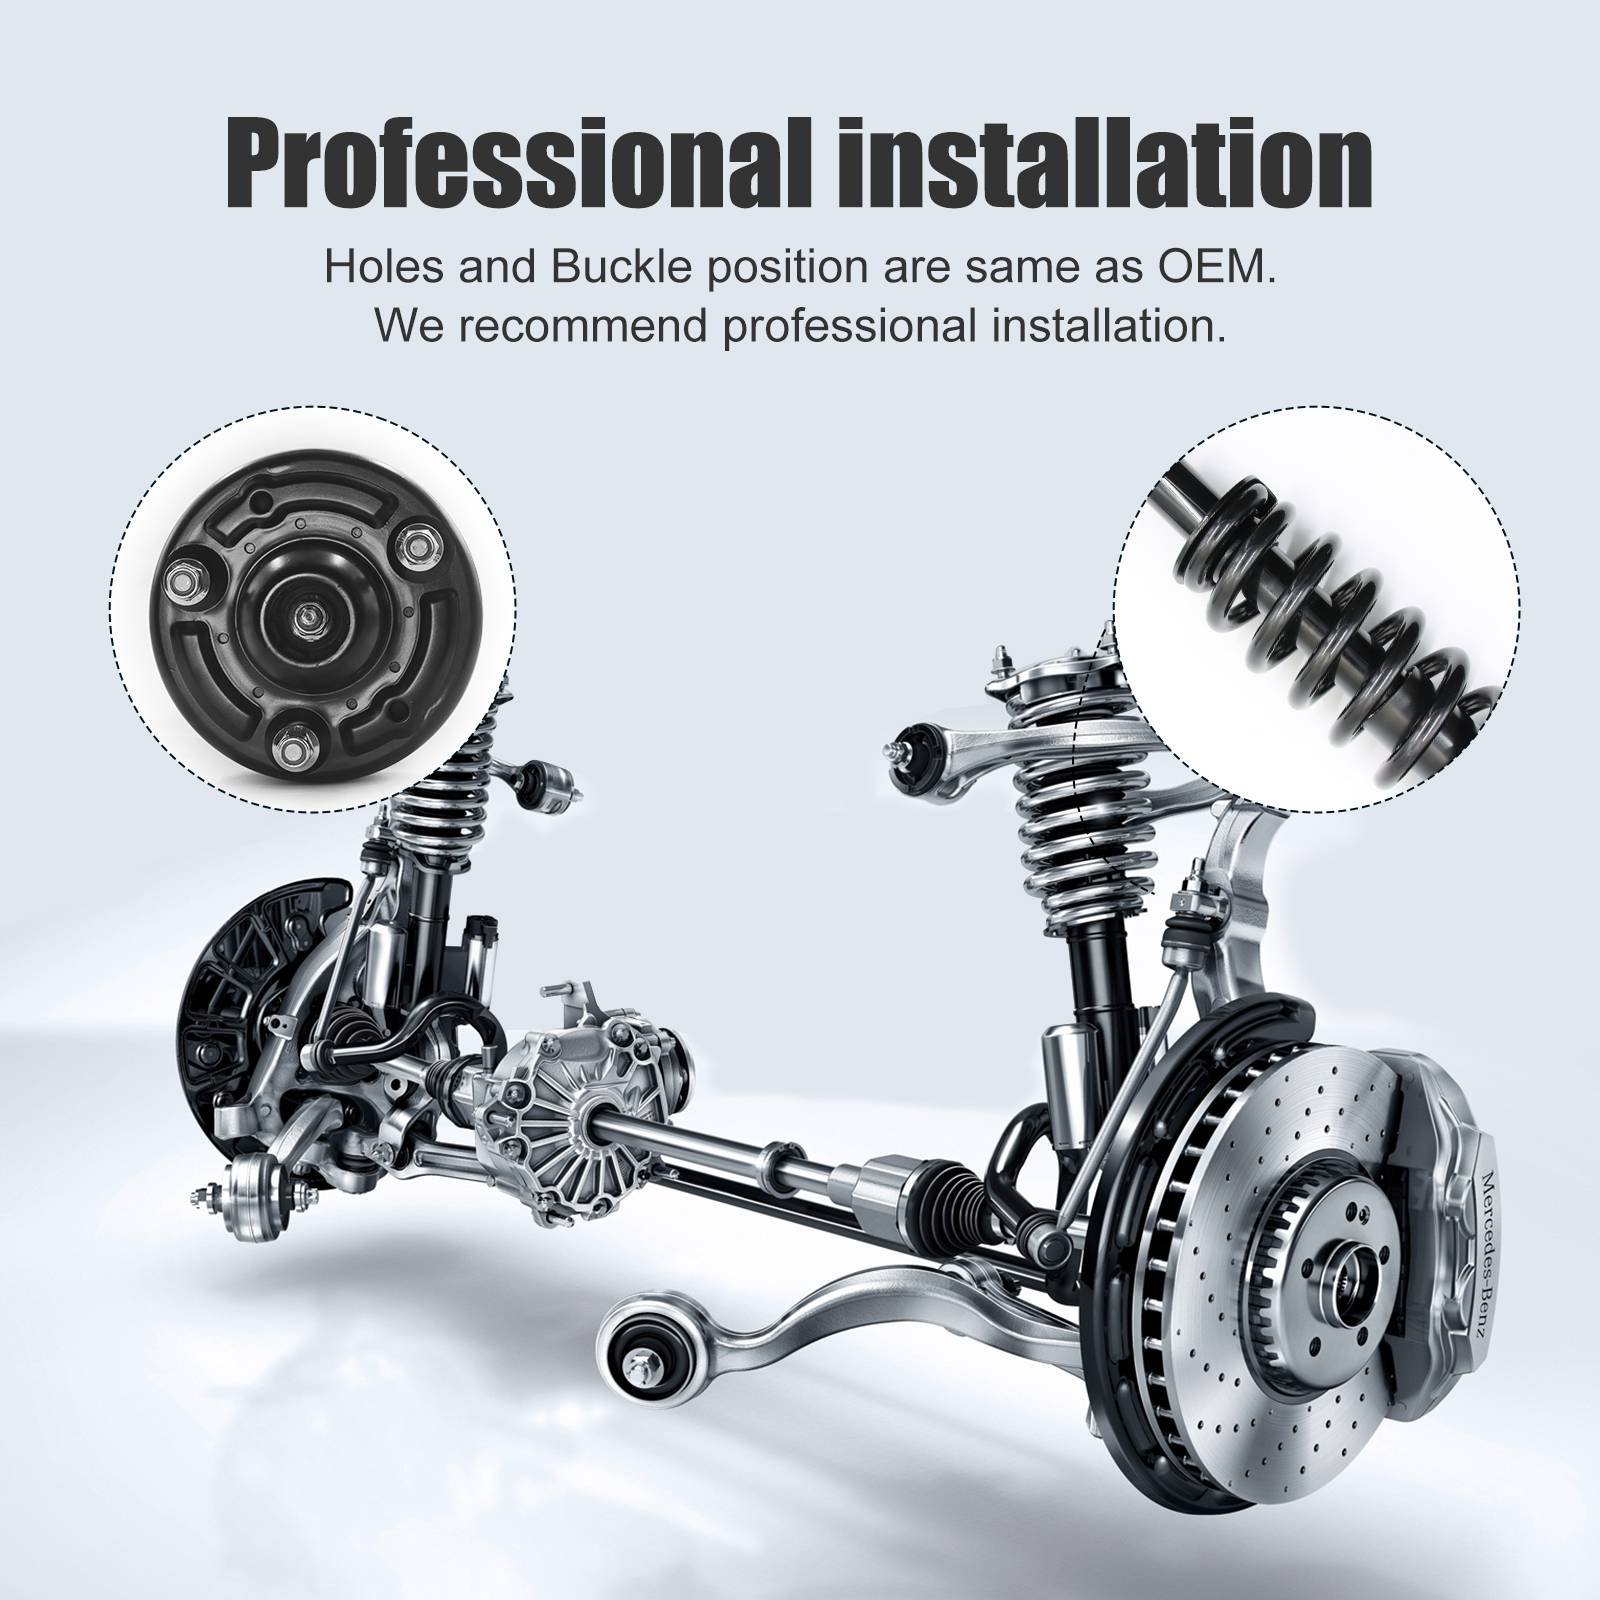 Professional installation
Holes and Buckle position are same as OEM.
We recommend professional installation.
Mercedes-Benz